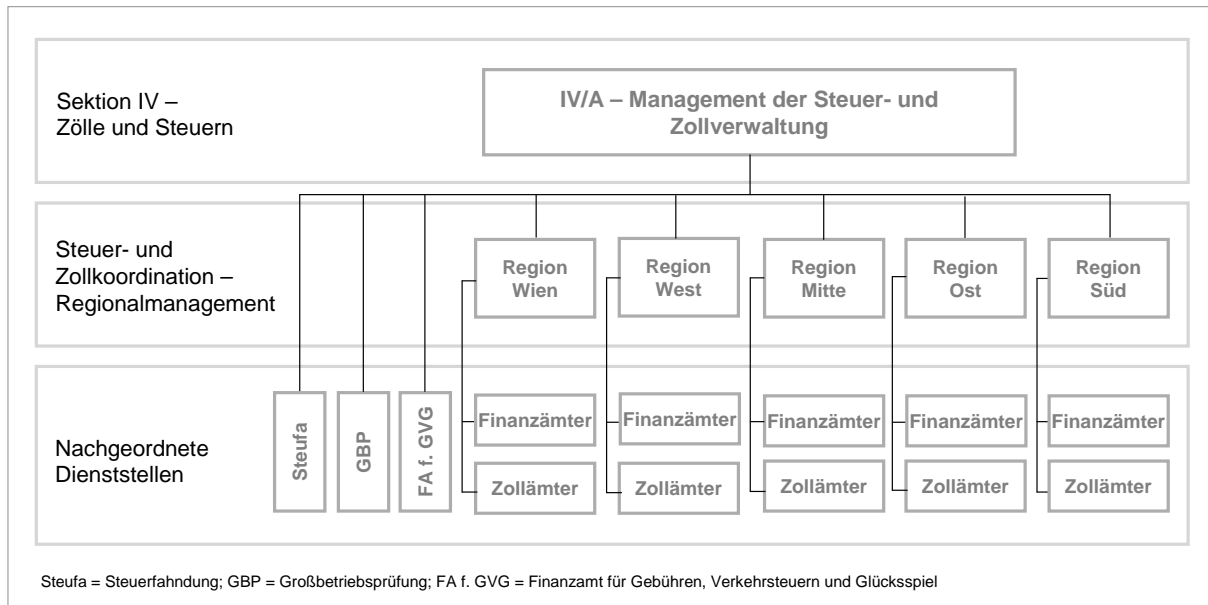 Sektion IV –
Zölle und Steuern
IV/A – Management der Steuer- und
Zollverwaltung
Steuer- und
Zollkoordination –
Regionalmanagement
Region
Wien
Region
West
Region
Mitte
Region
Ost
Region
Süd
Nachgeordnete
Dienststellen
Steufa
GBP
FA f. GVG
Finanzämter
Finanzämter
Finanzämter
Finanzämter
Finanzämter
Zollämter
Zollämter
Zollämter
Zollämter
Zollämter
Steufa = Steuerfahndung; GBP = Großbetriebsprüfung; FA f. GVG = Finanzamt für Gebühren, Verkehrsteuern und Glücksspiel